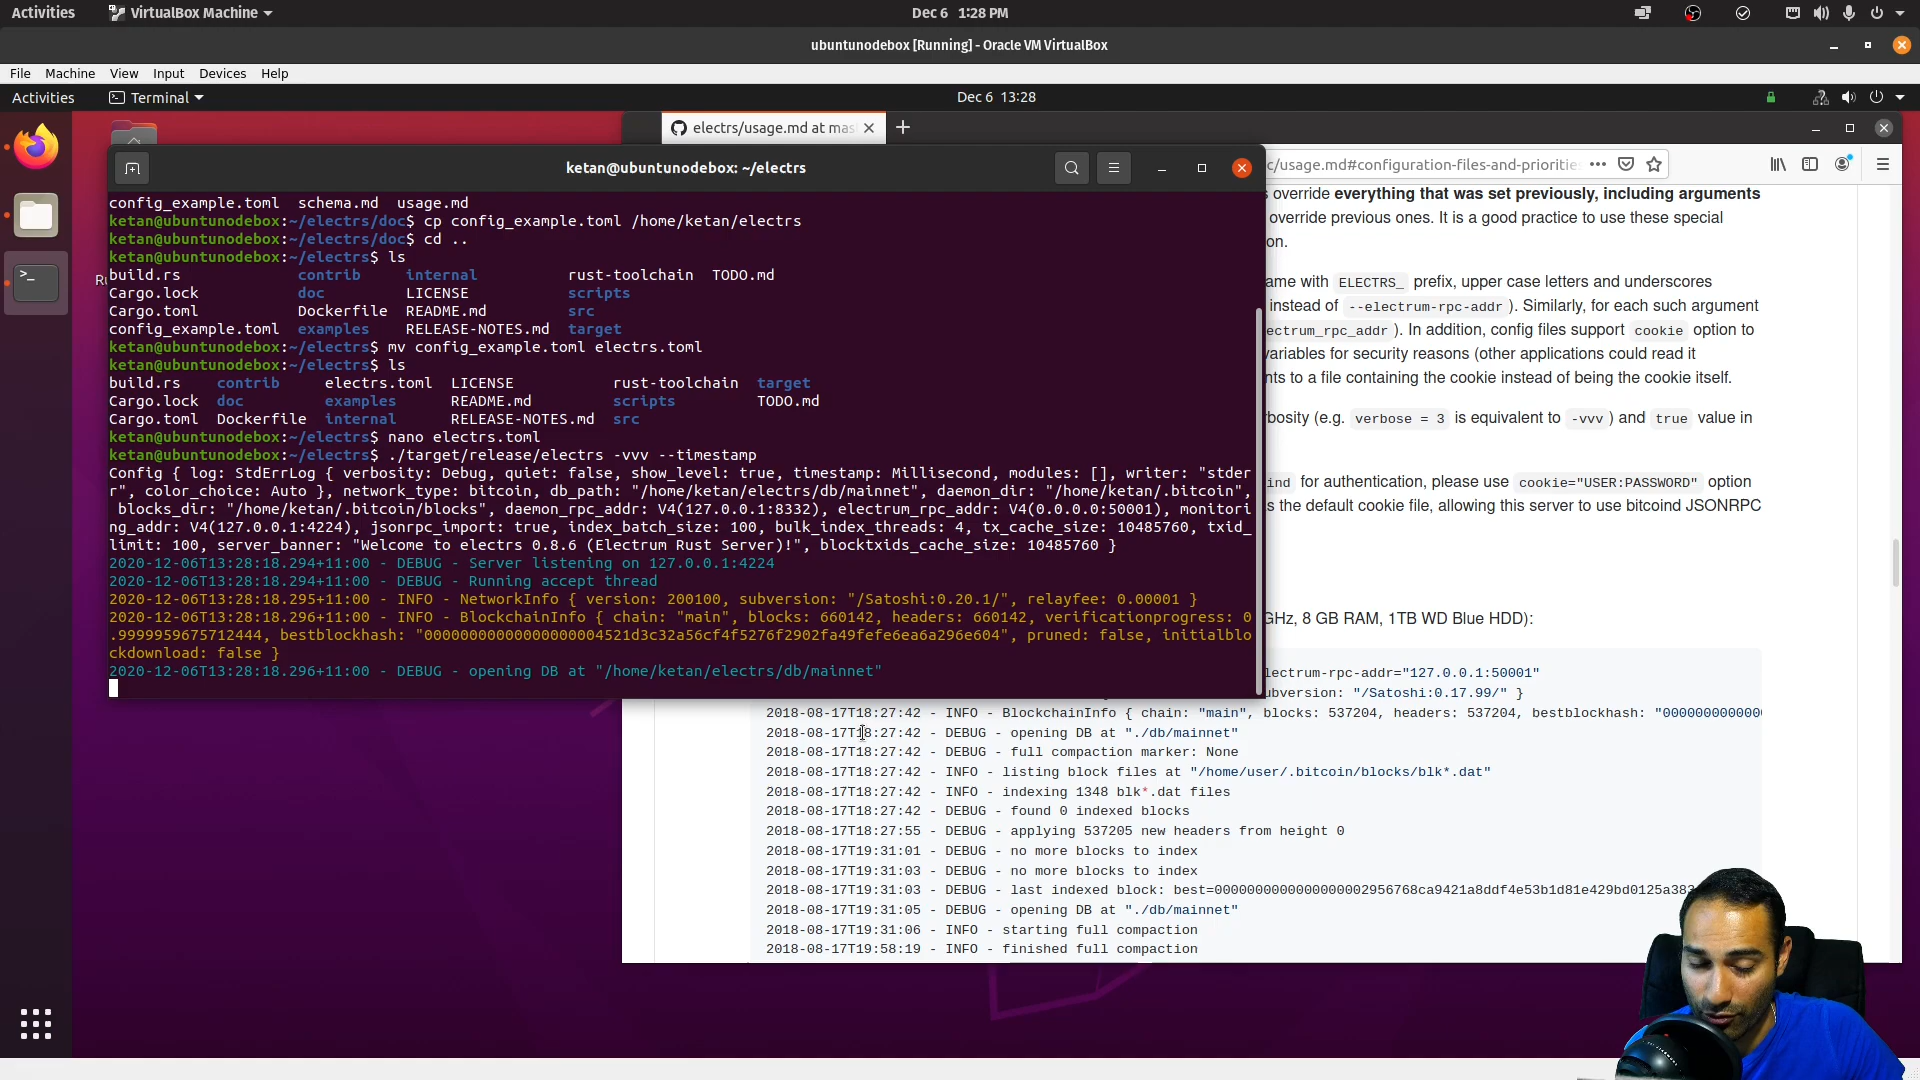 Activities
VirtualBox Machine
Dec 6 1:28 PM
ubuntunodebox [Running] - Oracle VM VirtualBox
File Machine View Input Devices Help
Activities
Terminal
Dec 6 13:28
electrs/usage.md at mas
ketan@ubuntunodebox: ~/electrs
c/usage.md#configuration-files-and-prioritie
config_example.toml schema.md usage.md
ketan@ubuntunodebox:~/electrs/doc$ cp config_example.toml /home/ketan/electrs
ketan@ubuntunodebox:~/electrs/doc$ cd ..
ketan@ubuntunodebox:~/electrs$ ls
build.rs contrib internal rust-toolchain TODO.md
Cargo.lock doc LICENSE scripts
Cargo.toml Dockerfile README.md src
config_example.toml examples RELEASE-NOTES.md target
ketan@ubuntunodebox:~/electrs$ mv config_example.toml electrs.toml
ketan@ubuntunodebox:~/electrs$ ls
build.rs contrib electrs.toml LICENSE rust-toolchain target
Cargo.lock doc examples README.md scripts TODO.md
Cargo.toml Dockerfile internal RELEASE-NOTES.md src
ketan@ubuntunodebox:~/electrs$ nano electrs.toml
ketan@ubuntunodebox:~/electrs$ ./target/release/electrs -vvv --timestamp
Config { log: StdErrLog { verbosity: Debug, quiet: false, show_level: true, timestamp: Millisecond, modules: [], writer: "stder
r", color_choice: Auto }, network_type: bitcoin, db_path: "/home/ketan/electrs/db/mainnet", daemon_dir: "/home/ketan/.bitcoin",
blocks_dir: "/home/ketan/.bitcoin/blocks", daemon_rpc_addr: V4(127.0.0.1:8332), electrum_rpc_addr: V4(0.0.0.0:50001), monitori
ng_addr: V4(127.0.0.1:4224), jsonrpc_import: true, index_batch_size: 100, bulk_index_threads: 4, tx_cache_size: 10485760, txid_
limit: 100, server_banner: "Welcome to electrs 0.8.6 (Electrum Rust Server)!", blocktxids_cache_size: 10485760 }
2020-12-06T13:28:18.294+11:00 - DEBUG - Server listening on 127.0.0.1:4224
2020-12-06T13:28:18.294+11:00 - DEBUG - Running accept thread
2020-12-06T13:28:18.295+11:00 - INFO - NetworkInfo { version: 200100, subversion: "/Satoshi:0.20.1/", relayfee: 0.00001 }
2020-12-06T13:28:18.296+11:00 - INFO - BlockchainInfo { chain: "main", blocks: 660142, headers: 660142, verificationprogress: 0
.9999959675712444, bestblockhash: "00000000000000000004521d3c32a56cf4f5276f2902fa49fefe6ea6a296e604", pruned: false, initialblo
ckdownload: false }
2020-12-06T13:28:18.296+11:00 - DEBUG - opening DB at "/home/ketan/electrs/db/mainnet"
s override everything that was set previously, including arguments
override previous ones. It is a good practice to use these special
on.
ame with ELECTRS_ prefix, upper case letters and underscores
instead of --electrum-rpc-addr ). Similarly, for each such argument
ectrum_rpc_addr ). In addition, config files support cookie option to
variables for security reasons (other applications could read it
nts to a file containing the cookie instead of being the cookie itself.
bosity (e.g. verbose = 3 is equivalent to -vvv ) and true value in
ind for authentication, please use cookie="USER:PASSWORD" option
s the default cookie file, allowing this server to use bitcoind JSONRPC
GHz, 8 GB RAM, 1TB WD Blue HDD):
lectrum-rpc-addr="127.0.0.1:50001"
ubversion: "/Satoshi:0.17.99/" }
2018-08-17T18:27:42 - INFO - BlockchainInfo { chain: "main", blocks: 537204, headers: 537204, bestblockhash: "000000000000
2018-08-17T18:27:42 - DEBUG - opening DB at "./db/mainnet"
2018-08-17T18:27:42 - DEBUG - full compaction marker: None
2018-08-17T18:27:42 - INFO - listing block files at "/home/user/.bitcoin/blocks/blk*.dat"
2018-08-17T18:27:42 - INFO - indexing 1348 blk*.dat files
2018-08-17T18:27:42 - DEBUG - found 0 indexed blocks
2018-08-17T18:27:55 - DEBUG - applying 537205 new headers from height 0
2018-08-17T19:31:01 - DEBUG - no more blocks to index
2018-08-17T19:31:03 - DEBUG - no more blocks to index
2018-08-17T19:31:03 - DEBUG - last indexed block: best=0000000000000000002956768ca9421a8ddf4e53b1d81e429bd0125a383
2018-08-17T19:31:05 - DEBUG - opening DB at "./db/mainnet"
2018-08-17T19:31:06 - INFO - starting full compaction
2018-08-17T19:58:19 - INFO - finished full compaction